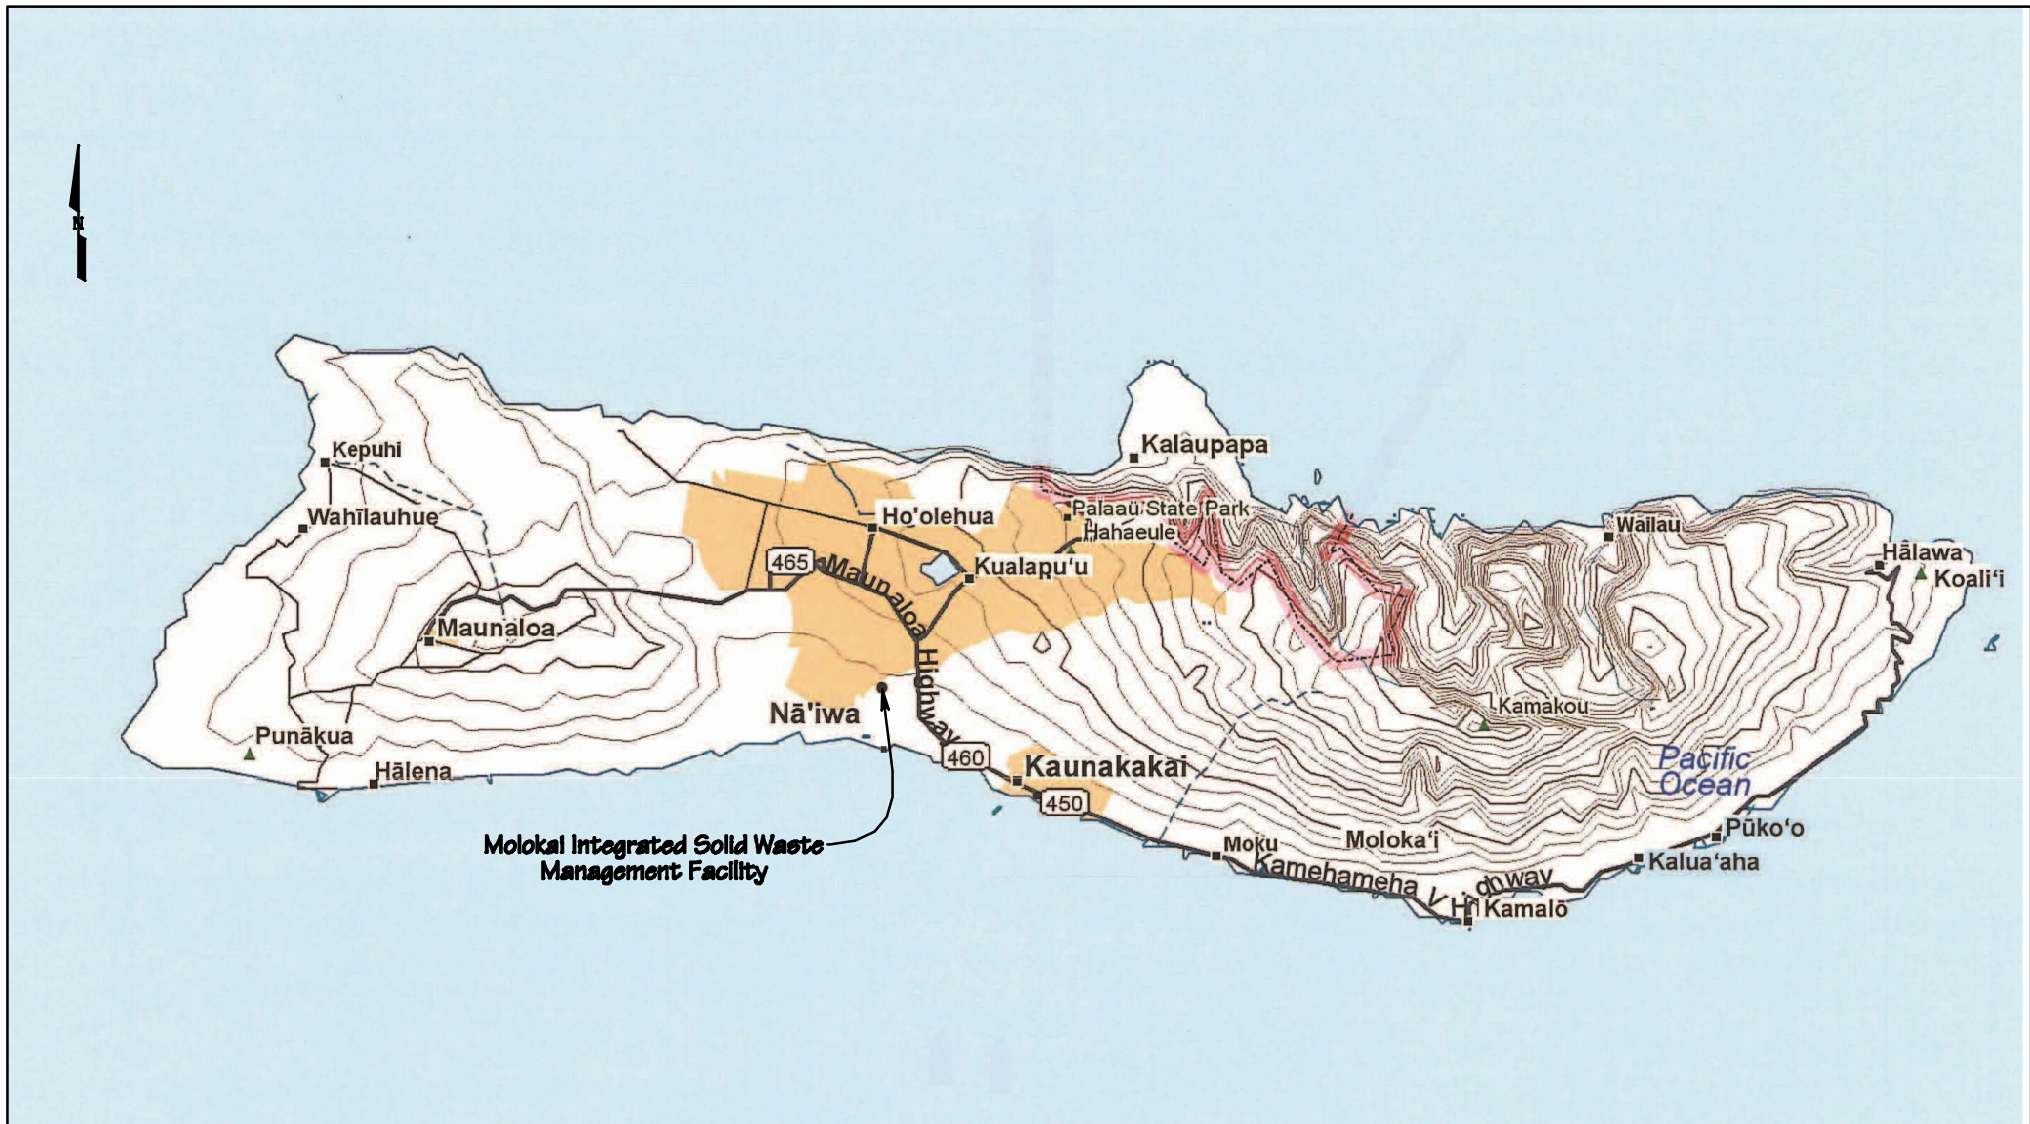 N
Kalaupapa
Kepuhi
Palaau State Park
Wahīlauhue
Ho'olehua
Hahaeule
Wailau
465
Maunaloa Highway
Kualapu‘u
Hālawa
Koali‘i
Maunaloa
Kamakou
Nā'iwa
Punākua
460
Kaunakakai
Pacific
Ocean
Hālena
450
Molokai Integrated Solid Waste
Management Facility
Moku
Moloka‘i
Pūko‘o
Kalua‘aha
Kamehameha V Highway
Kamalō